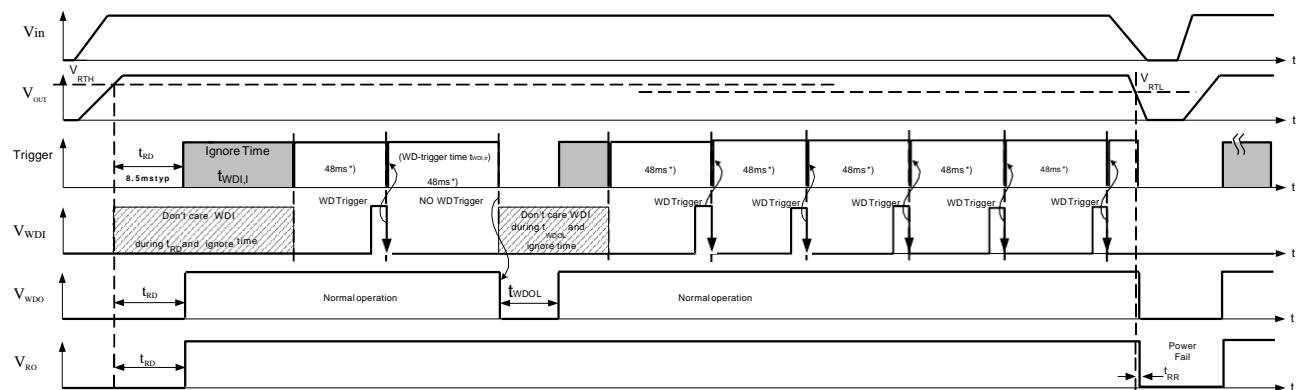 Vin
t
VRTH
VOUT
VRTL
t
Trigger
tRD
8.5mstyp
Ignore Time
tWDI,I
48ms*)
(WD-trigger time tWDI,tr)
48ms*)
48ms*)
48ms*)
48ms*)
48ms*)
48ms*)
t
WD Trigger
NO WD Trigger
WD Trigger
WD Trigger
WD Trigger
WD Trigger
WD Trigger
VWDI
Don't care WDI
during tRD and ignore time
Don't care WDI
during t
WDOL and
ignore time
t
VWDO
tRD
Normal operation
tWDOL
Normal operation
t
VRO
tRD
Power
Fail
tRR
t